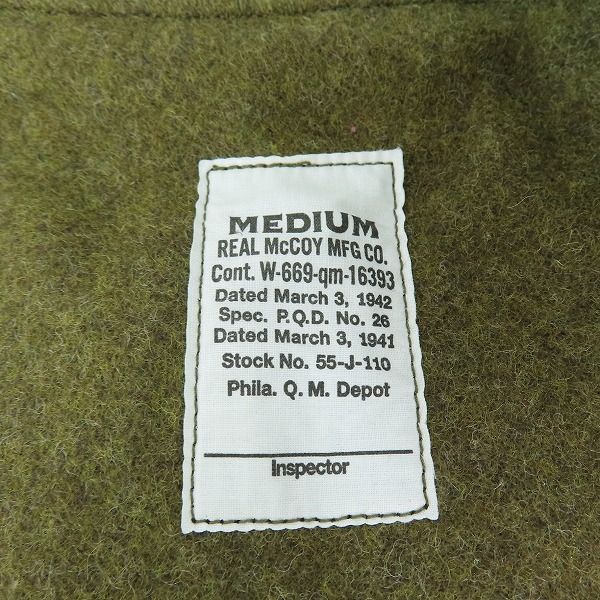 MEDIUM
REAL McCOY MFG CO.
Cont. W-669-qm-16393
Dated March 3, 1942
Spec. P.Q.D. No. 26
Dated March 3, 1941
Stock No. 55-J-110
Phila. Q. M. Depot
Inspector